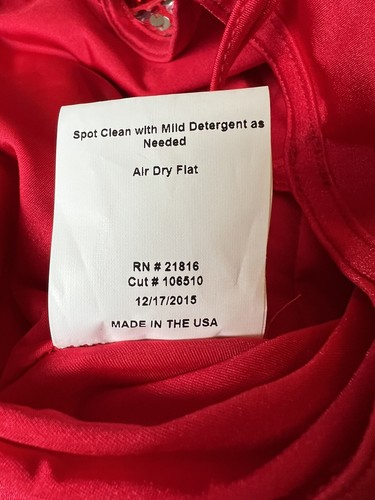 Spot Clean with Mild Detergent as
Needed
Air Dry Flat
RN # 21816
Cut # 106510
12/17/2015
MADE IN THE USA